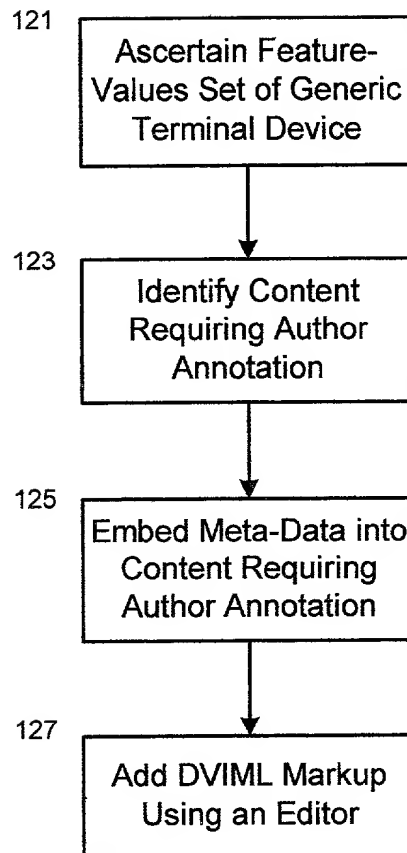 121
Ascertain Feature-
Values Set of Generic
Terminal Device
123
Identify Content
Requiring Author
Annotation
125
Embed Meta-Data into
Content Requiring
Author Annotation
127
Add DVIML Markup
Using an Editor